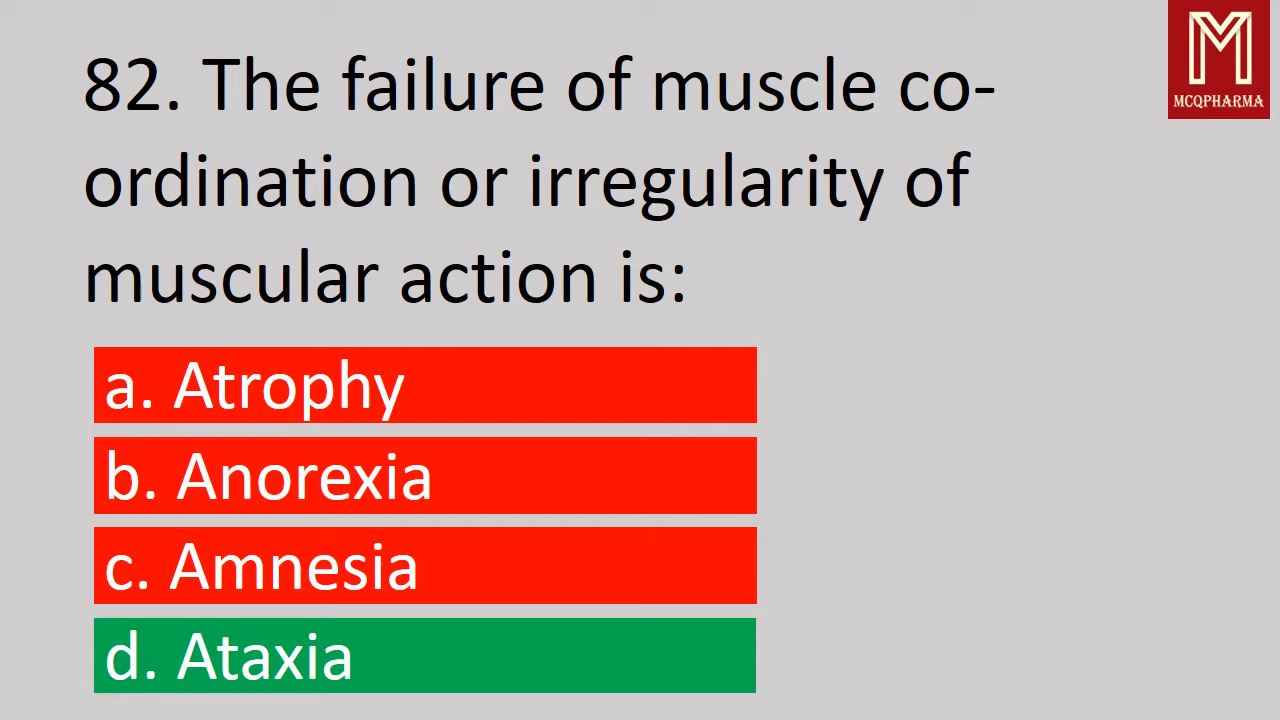 M
MCQPHARMA
82. The failure of muscle co-
ordination or irregularity of
muscular action is:
a. Atrophy
b. Anorexia
c. Amnesia
d. Ataxia